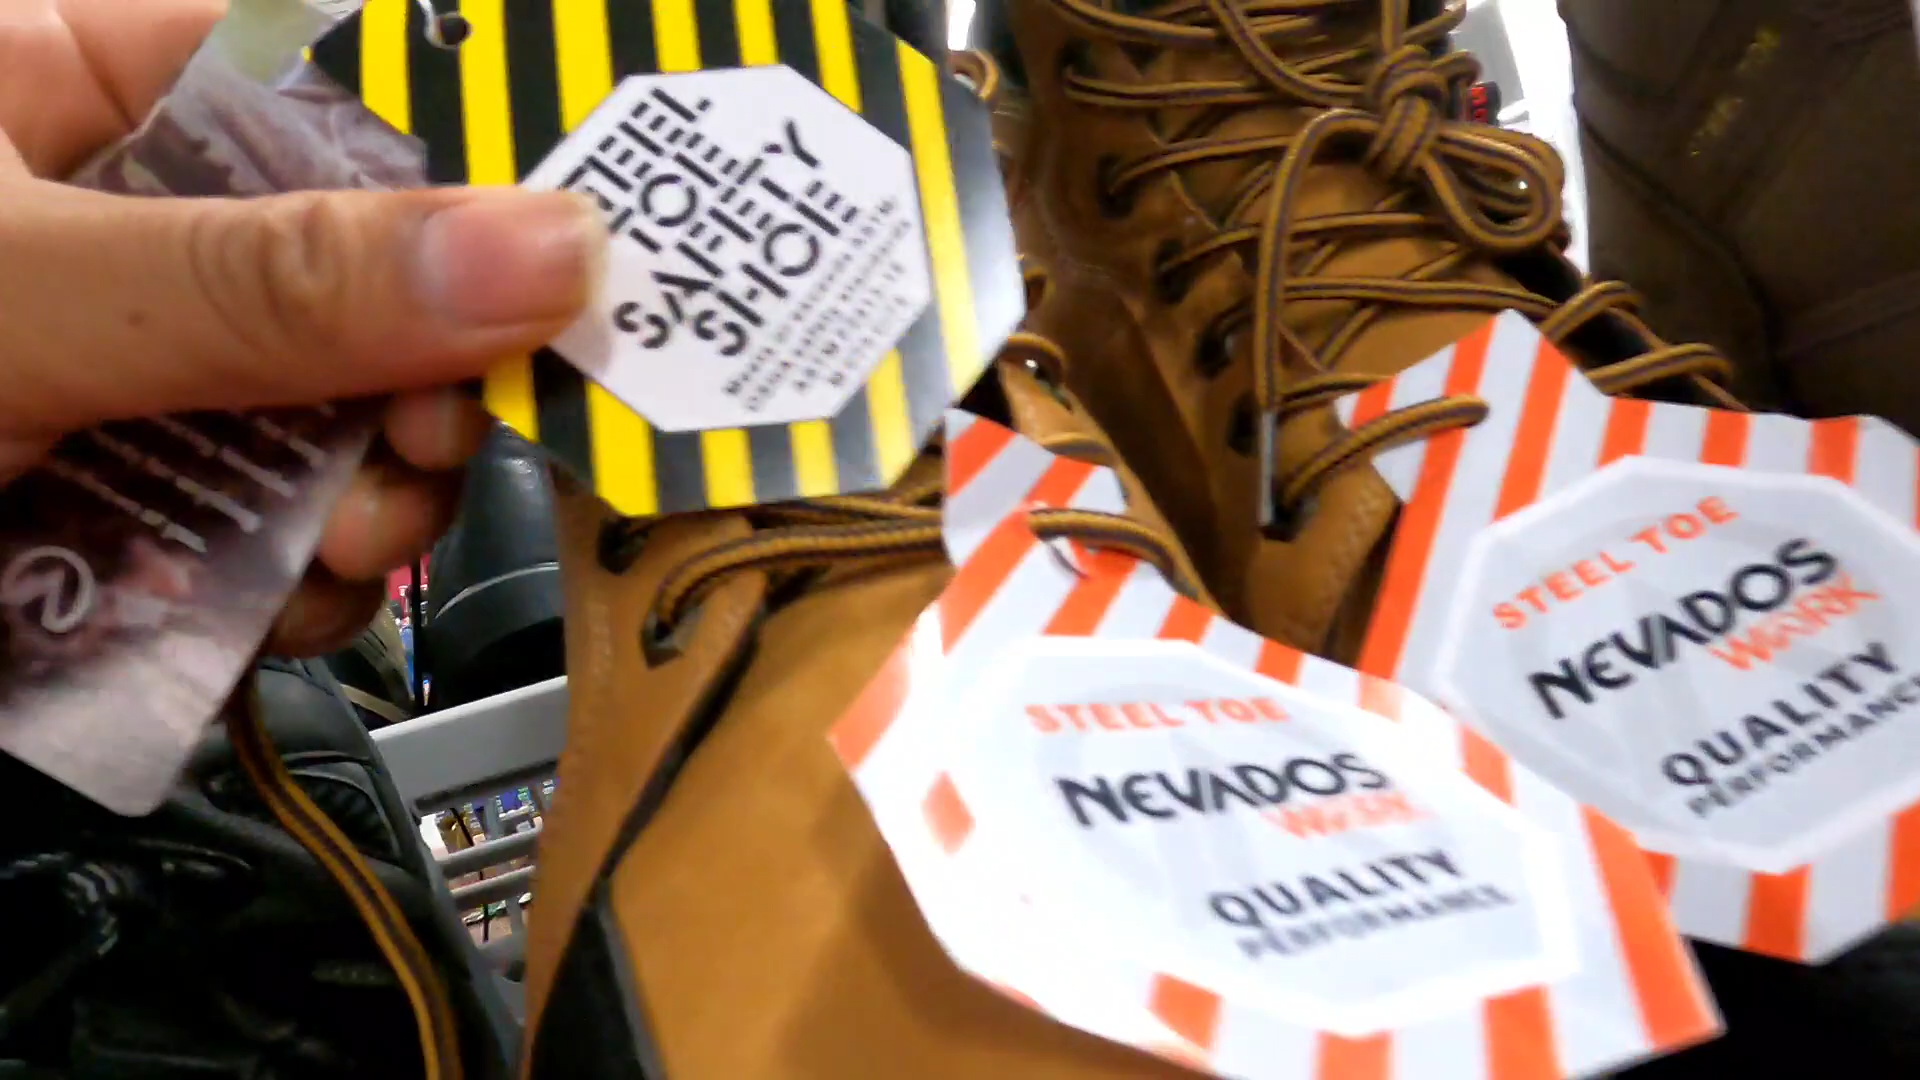 STEEL
TOE
SAFETY
SHOE
STEEL TOE
NEVADOS
WORK
QUALITY
PERFORMANCE
STEEL TOE
NEVADOS
WORK
QUALITY
PERFORMANCE